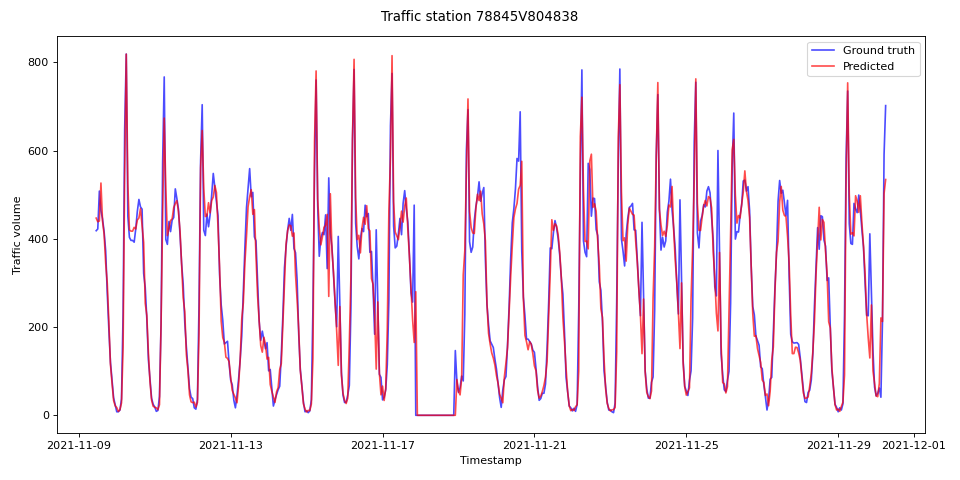 Traffic station 78845V804838
Ground truth
Predicted
Traffic volume
800
600
400
200
0
2021-11-09
2021-11-13
2021-11-17
2021-11-21
2021-11-25
2021-11-29
2021-12-01
Timestamp